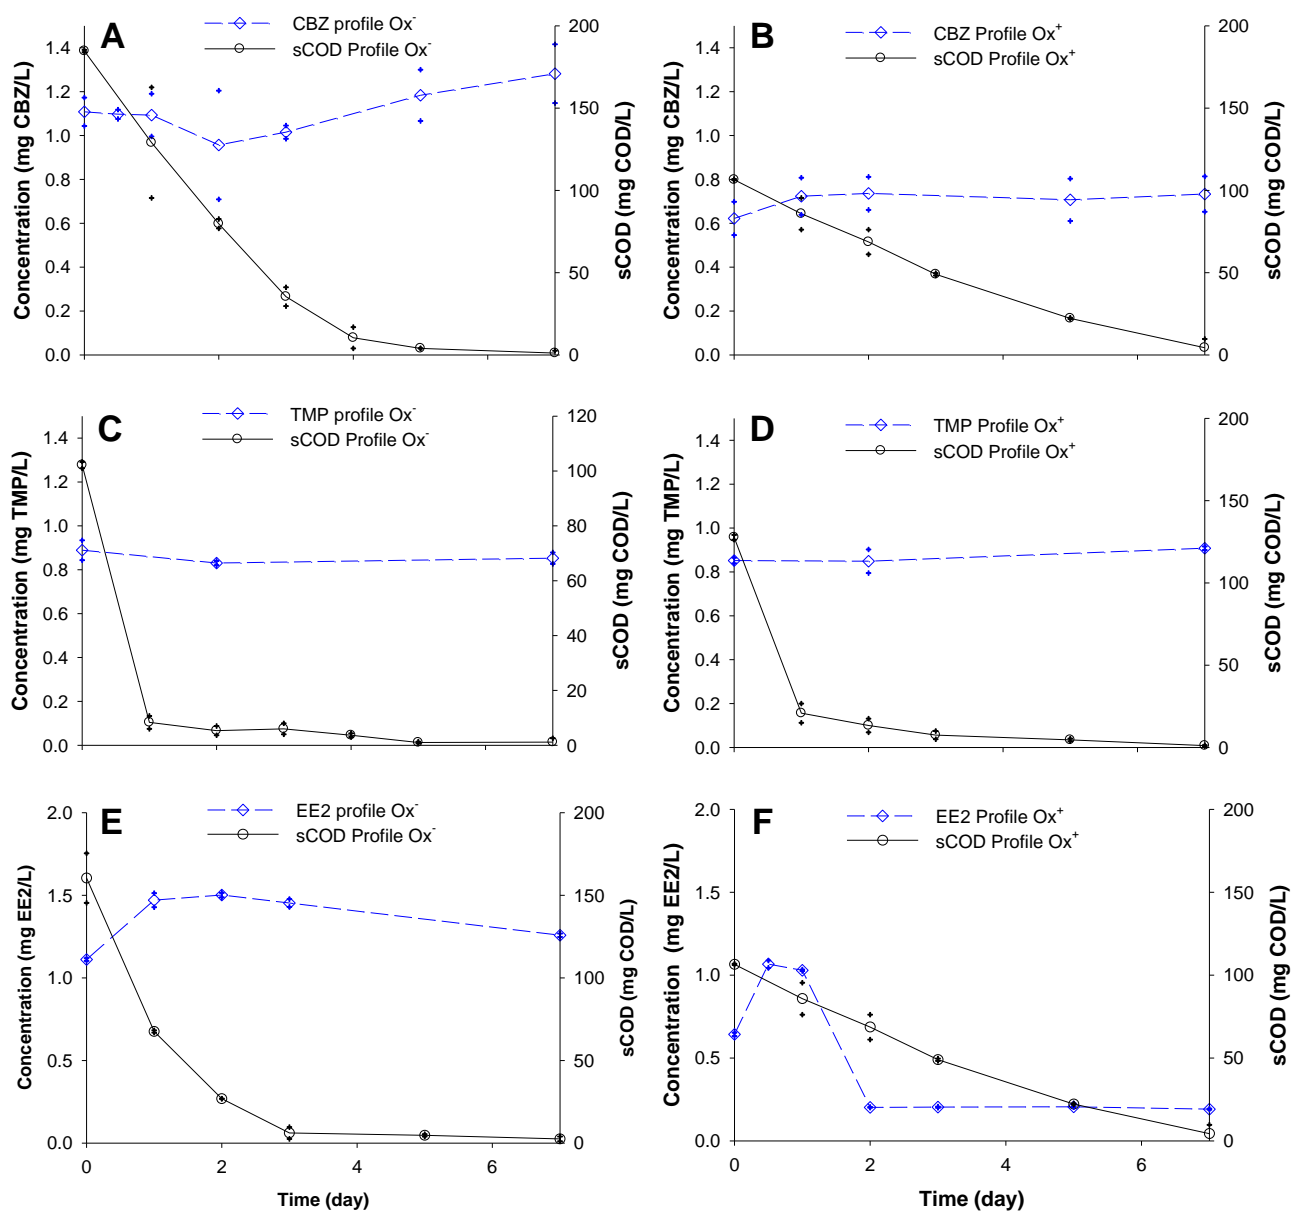 A
CBZ profile Ox⁻
sCOD Profile Ox⁻
Concentration (mg CBZ/L)
1.4
1.2
1.0
0.8
0.6
0.4
0.2
0.0
200
150
100
50
0
sCOD (mg COD/L)
B
CBZ Profile Ox⁺
sCOD Profile Ox⁺
Concentration (mg CBZ/L)
1.4
1.2
1.0
0.8
0.6
0.4
0.2
0.0
200
150
100
50
0
sCOD (mg COD/L)
C
TMP profile Ox⁻
sCOD Profile Ox⁻
Concentration (mg TMP/L)
1.4
1.2
1.0
0.8
0.6
0.4
0.2
0.0
120
100
80
60
40
20
0
sCOD (mg COD/L)
D
TMP Profile Ox⁺
sCOD Profile Ox⁺
Concentration (mg TMP/L)
1.4
1.2
1.0
0.8
0.6
0.4
0.2
0.0
200
150
100
50
0
sCOD (mg COD/L)
E
EE2 profile Ox⁻
sCOD Profile Ox⁻
Concentration (mg EE2/L)
2.0
1.5
1.0
0.5
0.0
200
150
100
50
0
sCOD (mg COD/L)
0 2 4 6
Time (day)
F
EE2 Profile Ox⁺
sCOD Profile Ox⁺
Concentration (mg EE2/L)
2.0
1.5
1.0
0.5
0.0
200
150
100
50
0
sCOD (mg COD/L)
0 2 4 6
Time (day)